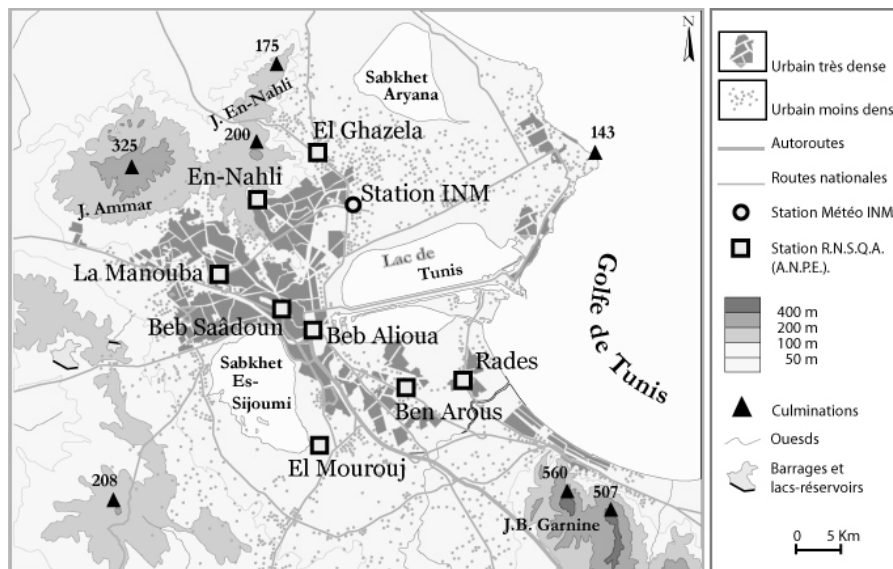 175
N
Sabkhet
Aryana
J. En-Nahli
200
El Ghazela
143
325
En-Nahli
Station INM
J. Ammar
La Manouba
Lac de
Tunis
Golfe de Tunis
Beb Saâdoun
Beb Alioua
Sabkhet
Es-
Sijoumi
Rades
Ben Arous
El Mourouj
208
560
507
J.B. Garnine
Urbain très dense
Urbain moins dens
Autoroutes
Routes nationales
Station Météo INM
Station R.N.S.Q.A.
(A.N.P.E.).
400 m
200 m
100 m
50 m
Culminations
Oueds
Barrages et
lacs-réservoirs
0 5 Km